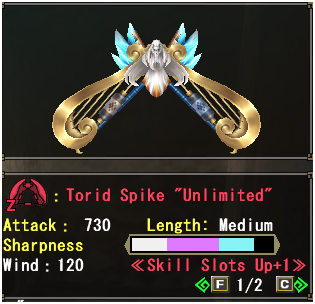 Z : Torid Spike "Unlimited"
Attack : 730 Length: Medium
Sharpness
Wind : 120 ≪Skill Slots Up+1≫
F 1/2 C